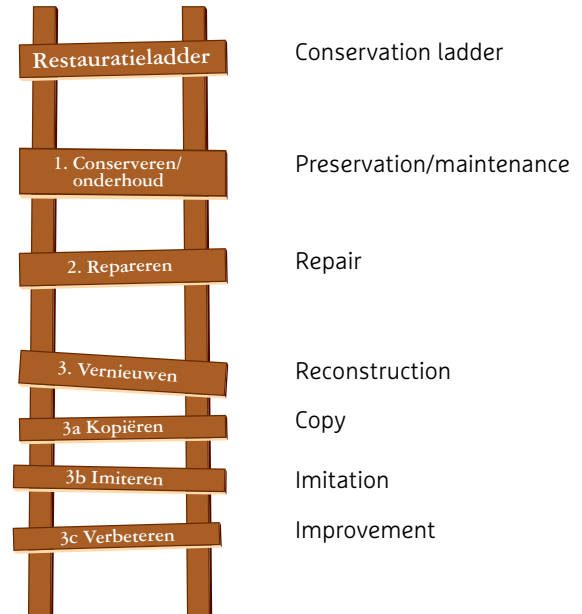 Restauratieladder
Conservation ladder
1. Conserveren/
onderhoud
Preservation/maintenance
2. Repareren
Repair
3. Vernieuwen
Reconstruction
3a Kopiëren
Copy
3b Imiteren
Imitation
3c Verbeteren
Improvement